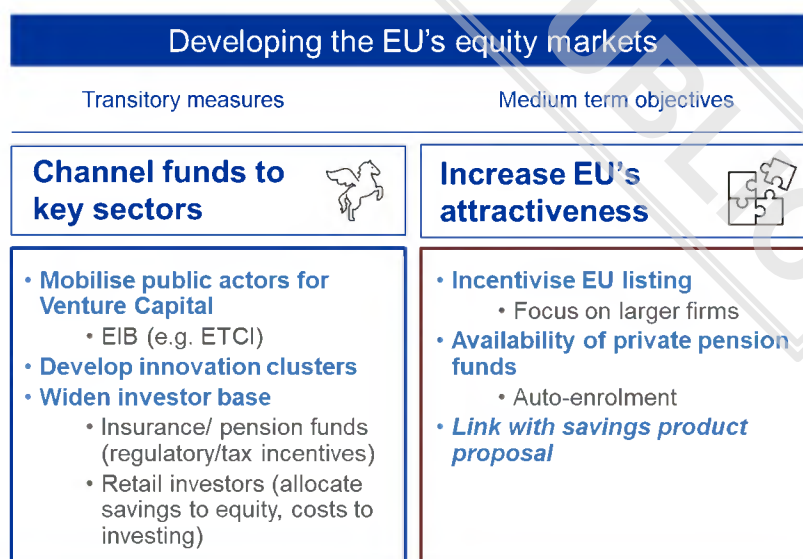 Developing the EU's equity markets
Transitory measures
Medium term objectives
Channel funds to
key sectors
Increase EU's
attractiveness
• Mobilise public actors for
Venture Capital
• EIB (e.g. ETCI)
• Develop innovation clusters
• Widen investor base
• Insurance/ pension funds
(regulatory/tax incentives)
• Retail investors (allocate
savings to equity, costs to
investing)
• Incentivise EU listing
• Focus on larger firms
• Availability of private pension
funds
• Auto-enrolment
• Link with savings product
proposal
UBLIC